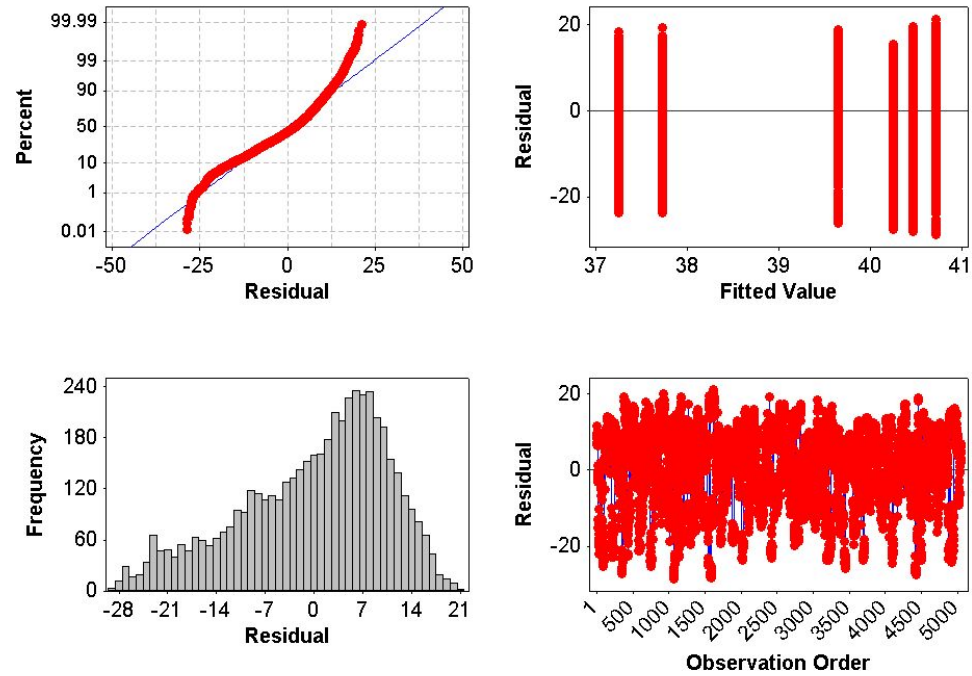 99.99
99
90
50
10
1
0.01
Percent
-50 -25 0 25 50
Residual
20
0
-20
Residual
37 38 39 40 41
Fitted Value
240
180
120
60
0
Frequency
-28 -21 -14 -7 0 7 14 21
Residual
20
0
-20
Residual
1 500 1000 1500 2000 2500 3000 3500 4000 4500 5000
Observation Order